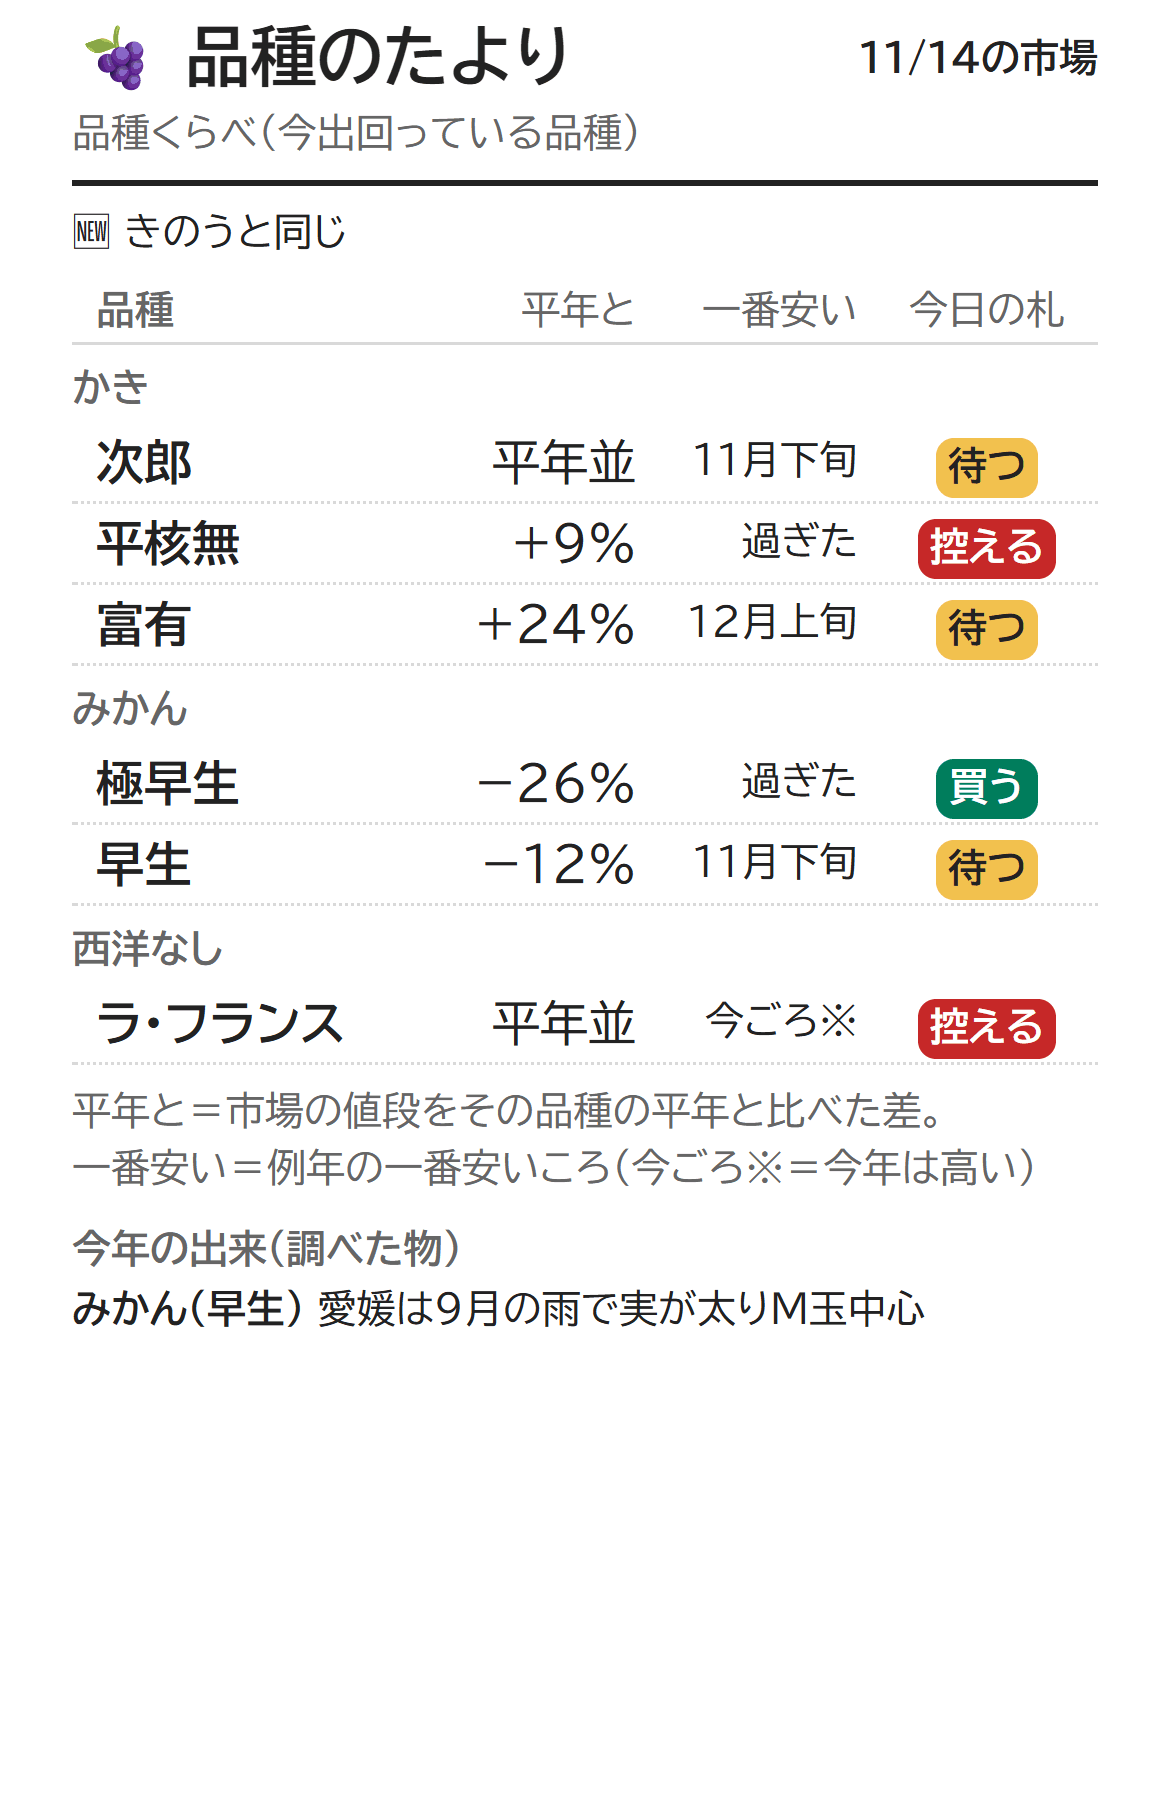 🍇 品種のたより 11/14の市場
品種くらべ(今出回っている品種)
🆕 きのうと同じ
品種 平年と 一番安い 今日の札
かき
次郎 平年並 11月下旬 待つ
平核無 +9% 過ぎた 控える
富有 +24% 12月上旬 待つ
みかん
極早生 −26% 過ぎた 買う
早生 −12% 11月下旬 待つ
西洋なし
ラ・フランス 平年並 今ごろ※ 控える
平年と=市場の値段をその品種の平年と比べた差。
一番安い=例年の一番安いころ(今ごろ※=今年は高い)
今年の出来(調べた物)
みかん(早生) 愛媛は9月の雨で実が太りM玉中心